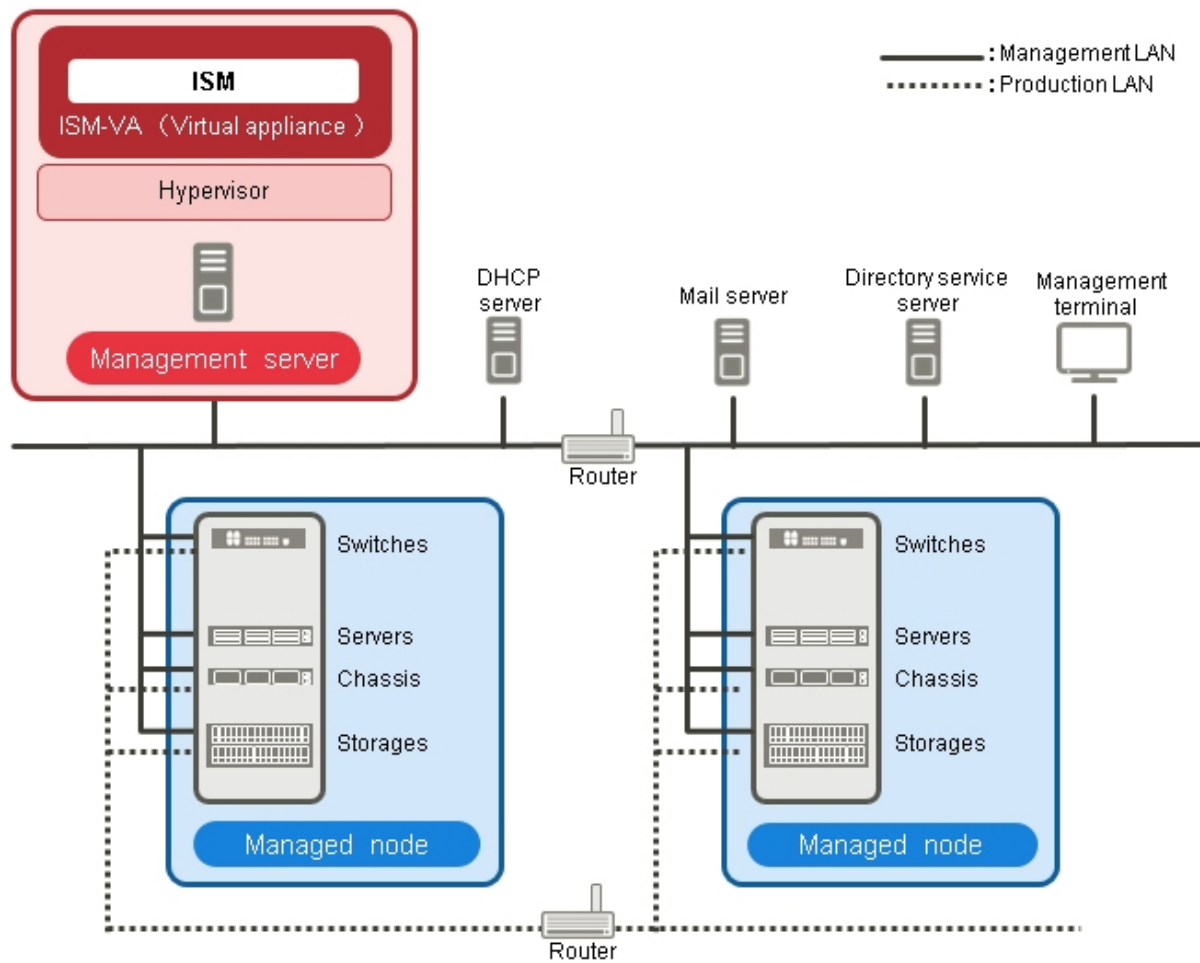 ISM
ISM-VA （Virtual appliance ）
Hypervisor
Management server
: Management LAN
: Production LAN
DHCP
server
Mail server
Directory service
server
Management
terminal
Router
Switches
Servers
Chassis
Storages
Managed node
Switches
Servers
Chassis
Storages
Managed node
Router